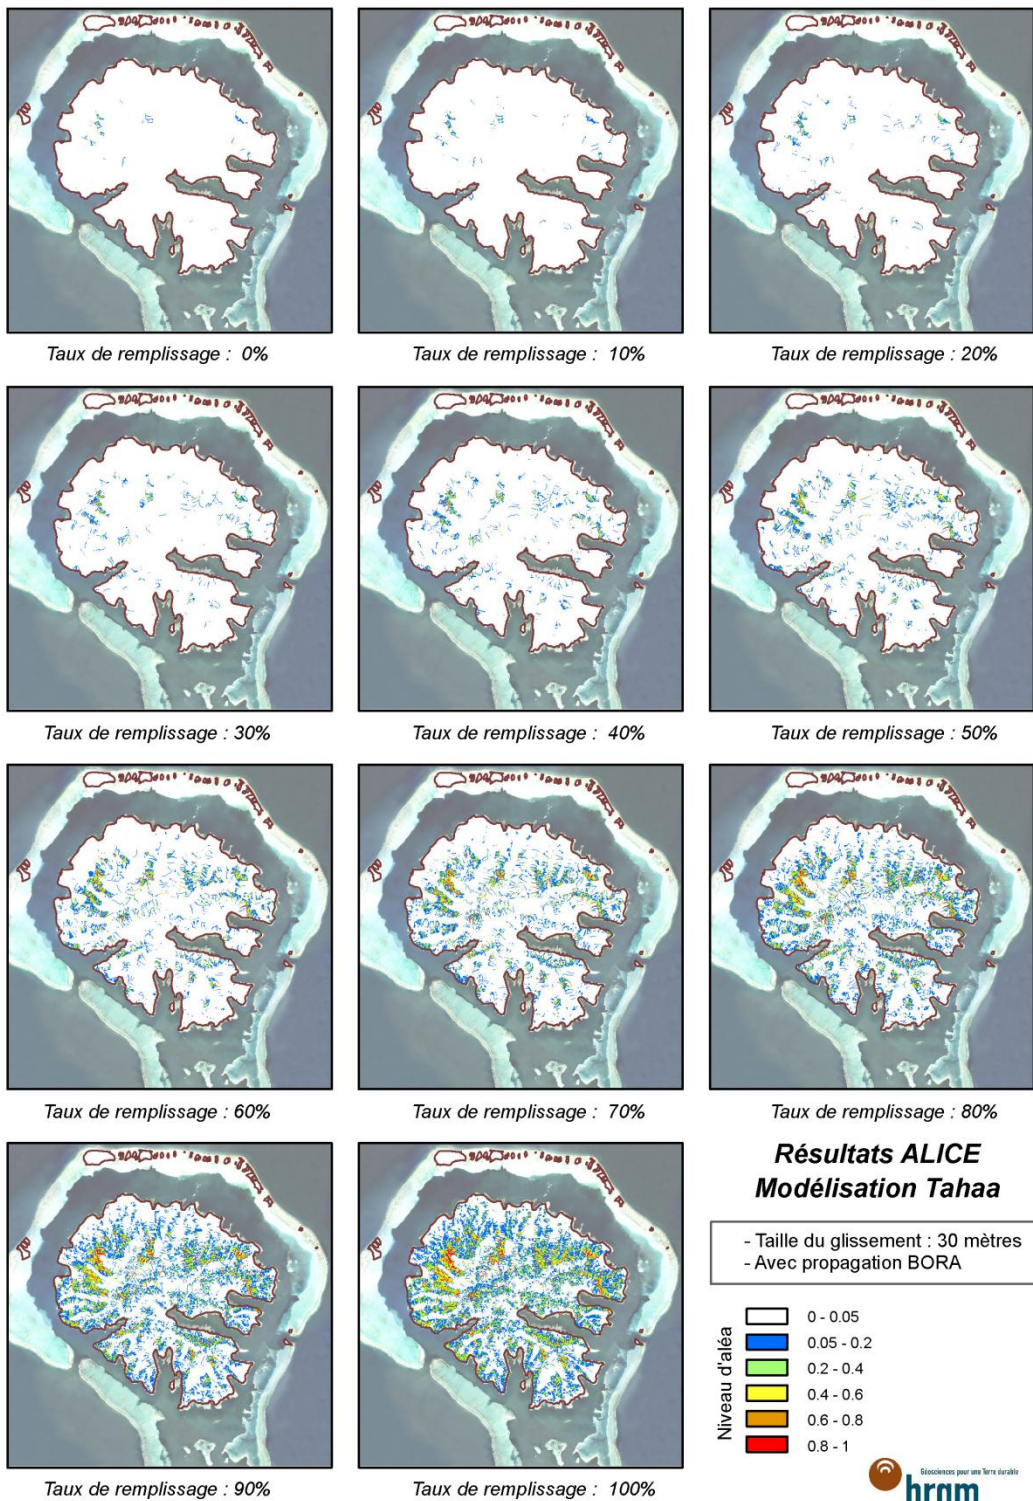 Taux de remplissage : 0%
Taux de remplissage : 10%
Taux de remplissage : 20%
Taux de remplissage : 30%
Taux de remplissage : 40%
Taux de remplissage : 50%
Taux de remplissage : 60%
Taux de remplissage : 70%
Taux de remplissage : 80%
Taux de remplissage : 90%
Taux de remplissage : 100%
Résultats ALICE
Modélisation Tahaa
- Taille du glissement : 30 mètres
- Avec propagation BORA
Niveau d'aléa
0 - 0.05
0.05 - 0.2
0.2 - 0.4
0.4 - 0.6
0.6 - 0.8
0.8 - 1
Géosciences pour une Terre durable
brgm